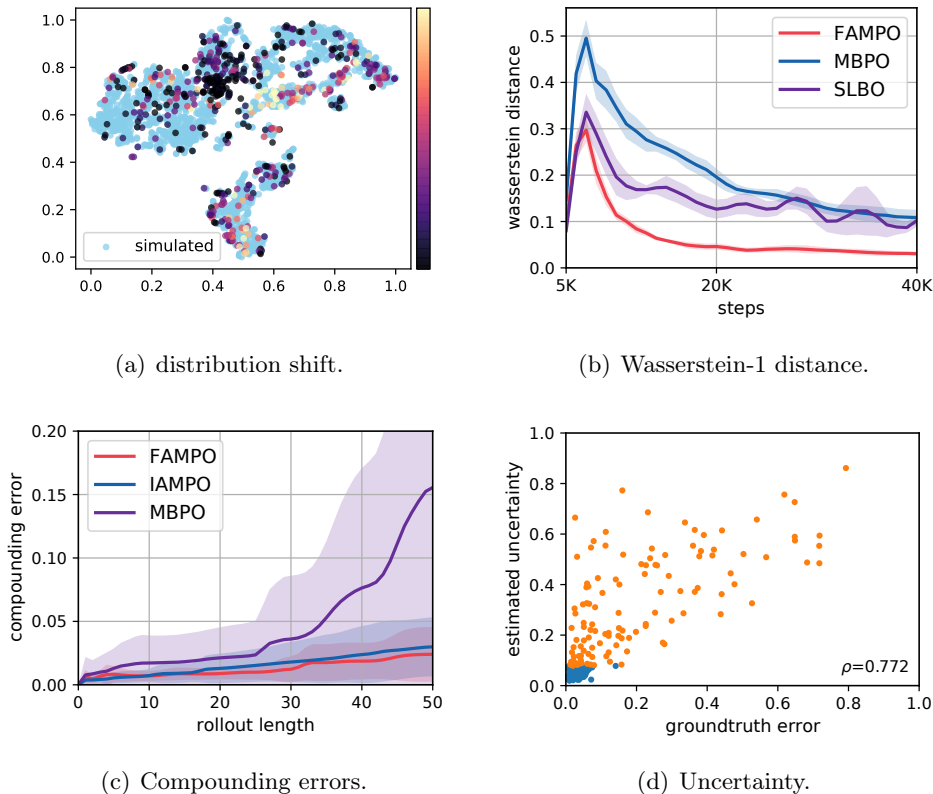 1.0
0.8
0.6
0.4
0.2
0.0
simulated
0.0 0.2 0.4 0.6 0.8 1.0
(a) distribution shift.
wasserstein distance
0.5
0.4
0.3
0.2
0.1
0.0
FAMPO
MBPO
SLBO
5K 20K 40K
steps
(b) Wasserstein-1 distance.
compounding error
0.20
0.15
0.10
0.05
0.00
FAMPO
IAMPO
MBPO
0 10 20 30 40 50
rollout length
(c) Compounding errors.
estimated uncertainty
1.0
0.8
0.6
0.4
0.2
0.0
ρ=0.772
0.0 0.2 0.4 0.6 0.8 1.0
groundtruth error
(d) Uncertainty.